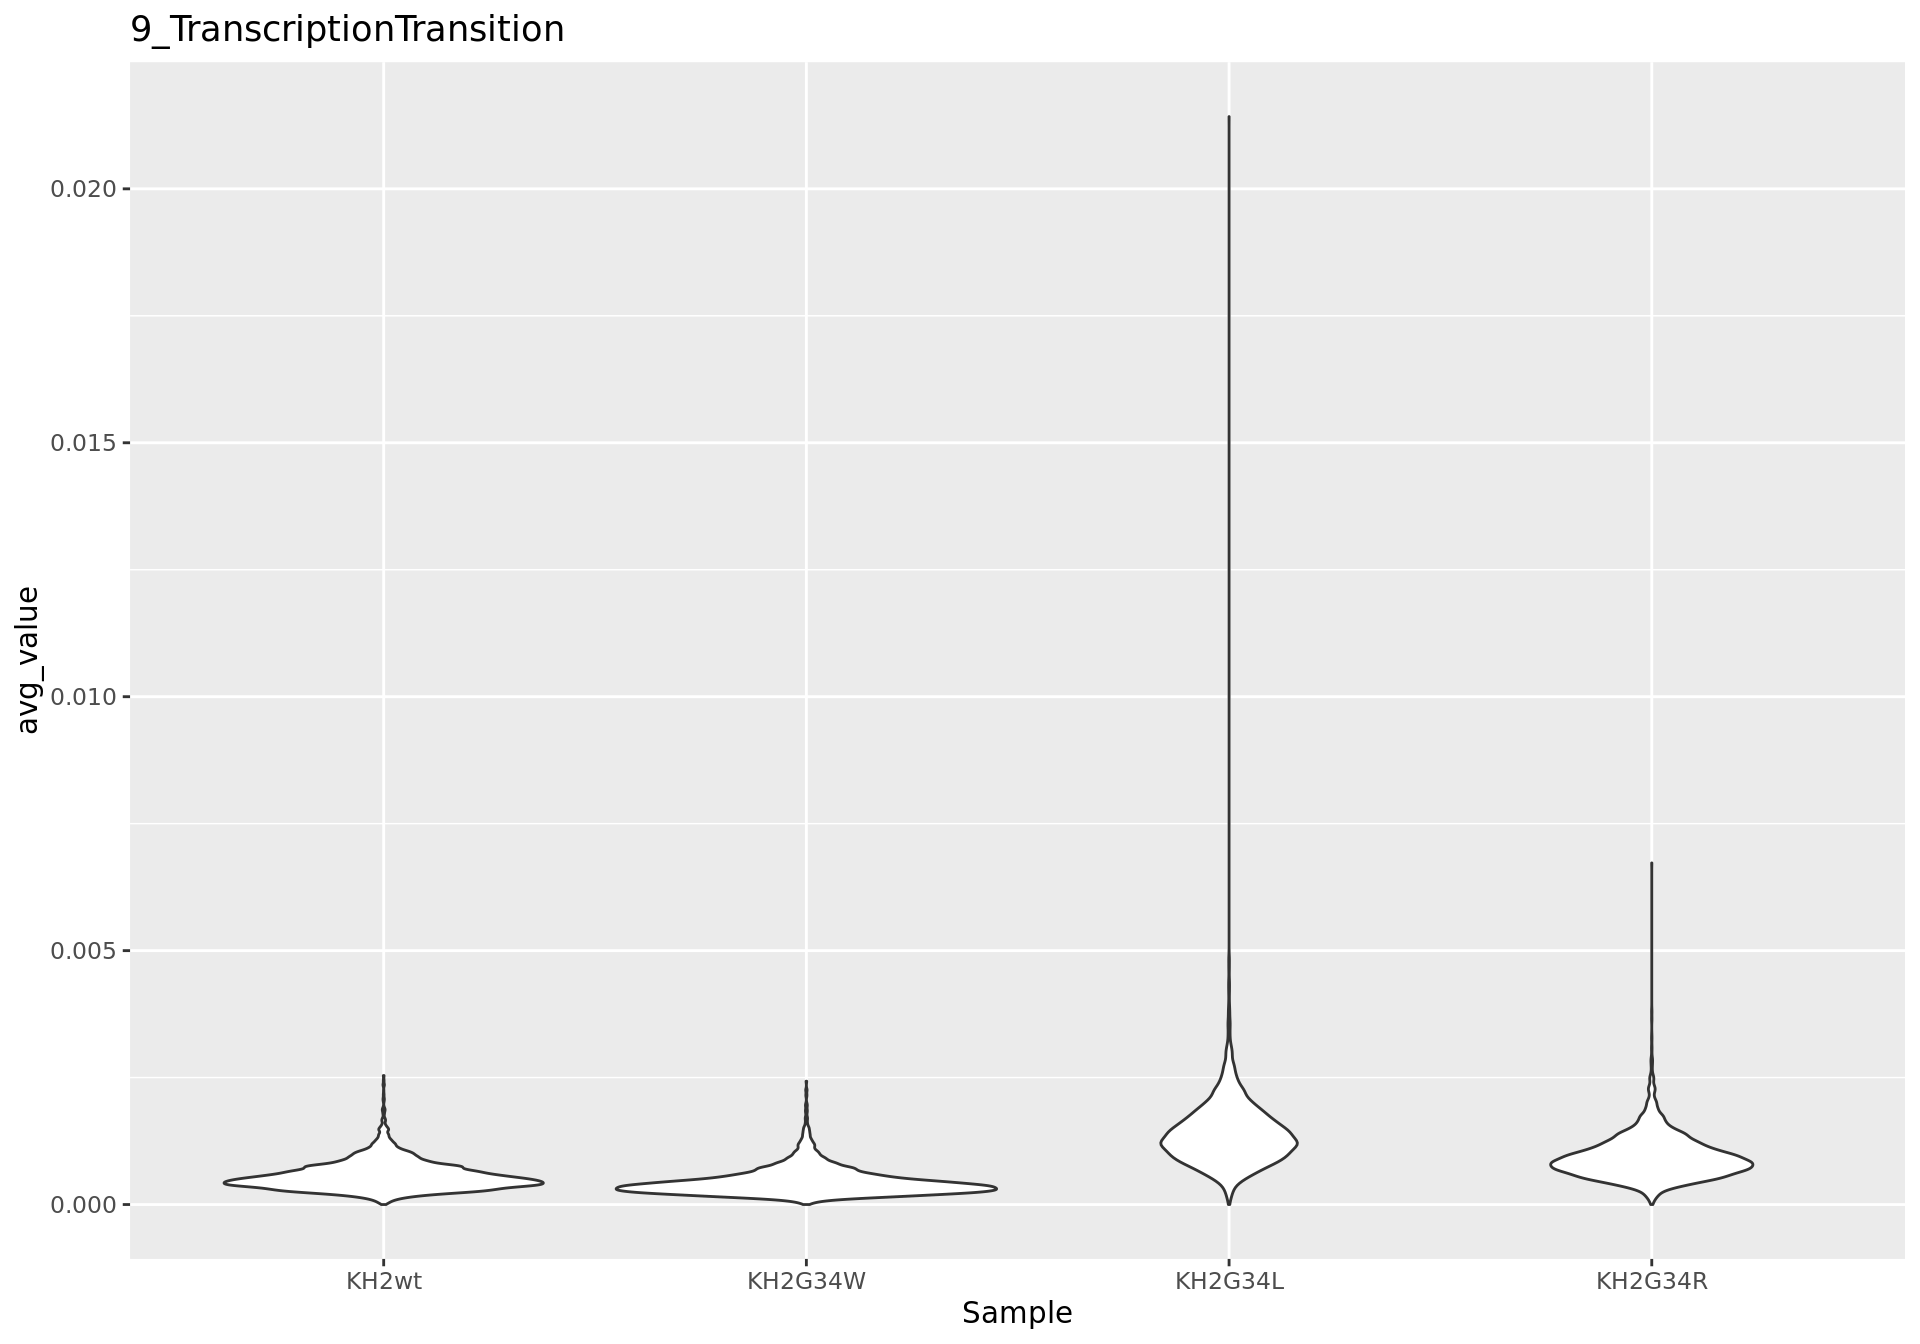 9_TranscriptionTransition
avg_value
0.020
0.015
0.010
0.005
0.000
KH2wt
KH2G34W
KH2G34L
KH2G34R
Sample